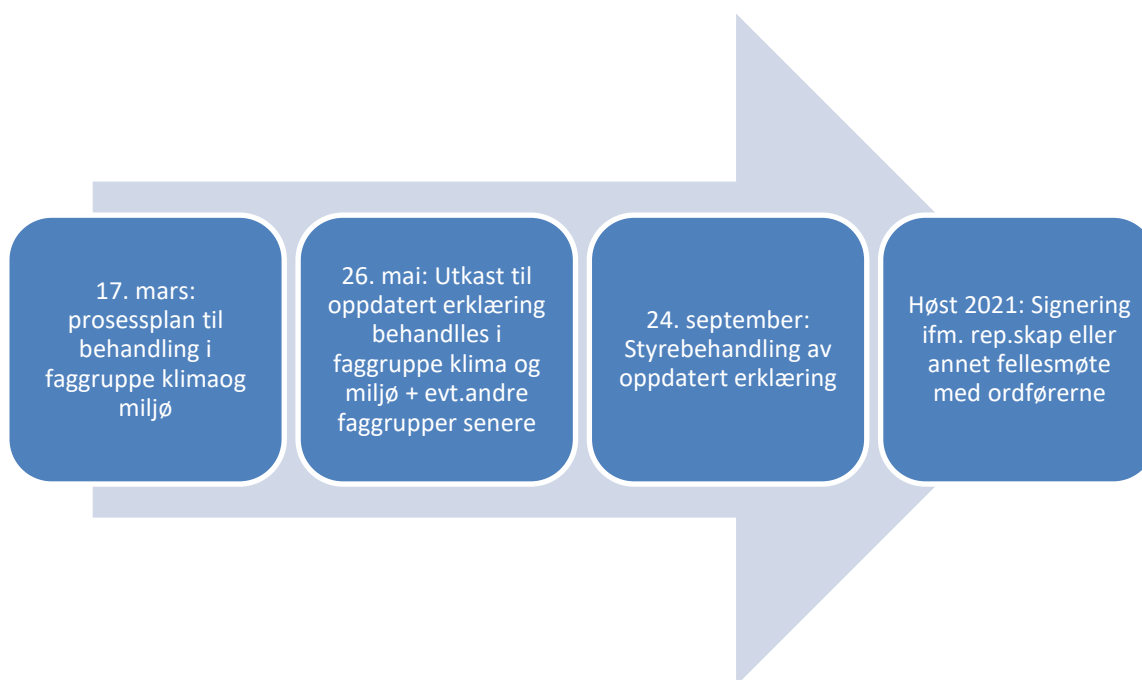 17. mars:
prosessplan til
behandling i
faggruppe klimaog
miljø
26. mai: Utkast til
oppdatert erklæring
behandlles i
faggruppe klima og
miljø + evt.andre
faggrupper senere
24. september:
Styrebehandling av
oppdatert erklæring
Høst 2021: Signering
ifm. rep.skap eller
annet fellesmøte
med ordførerne